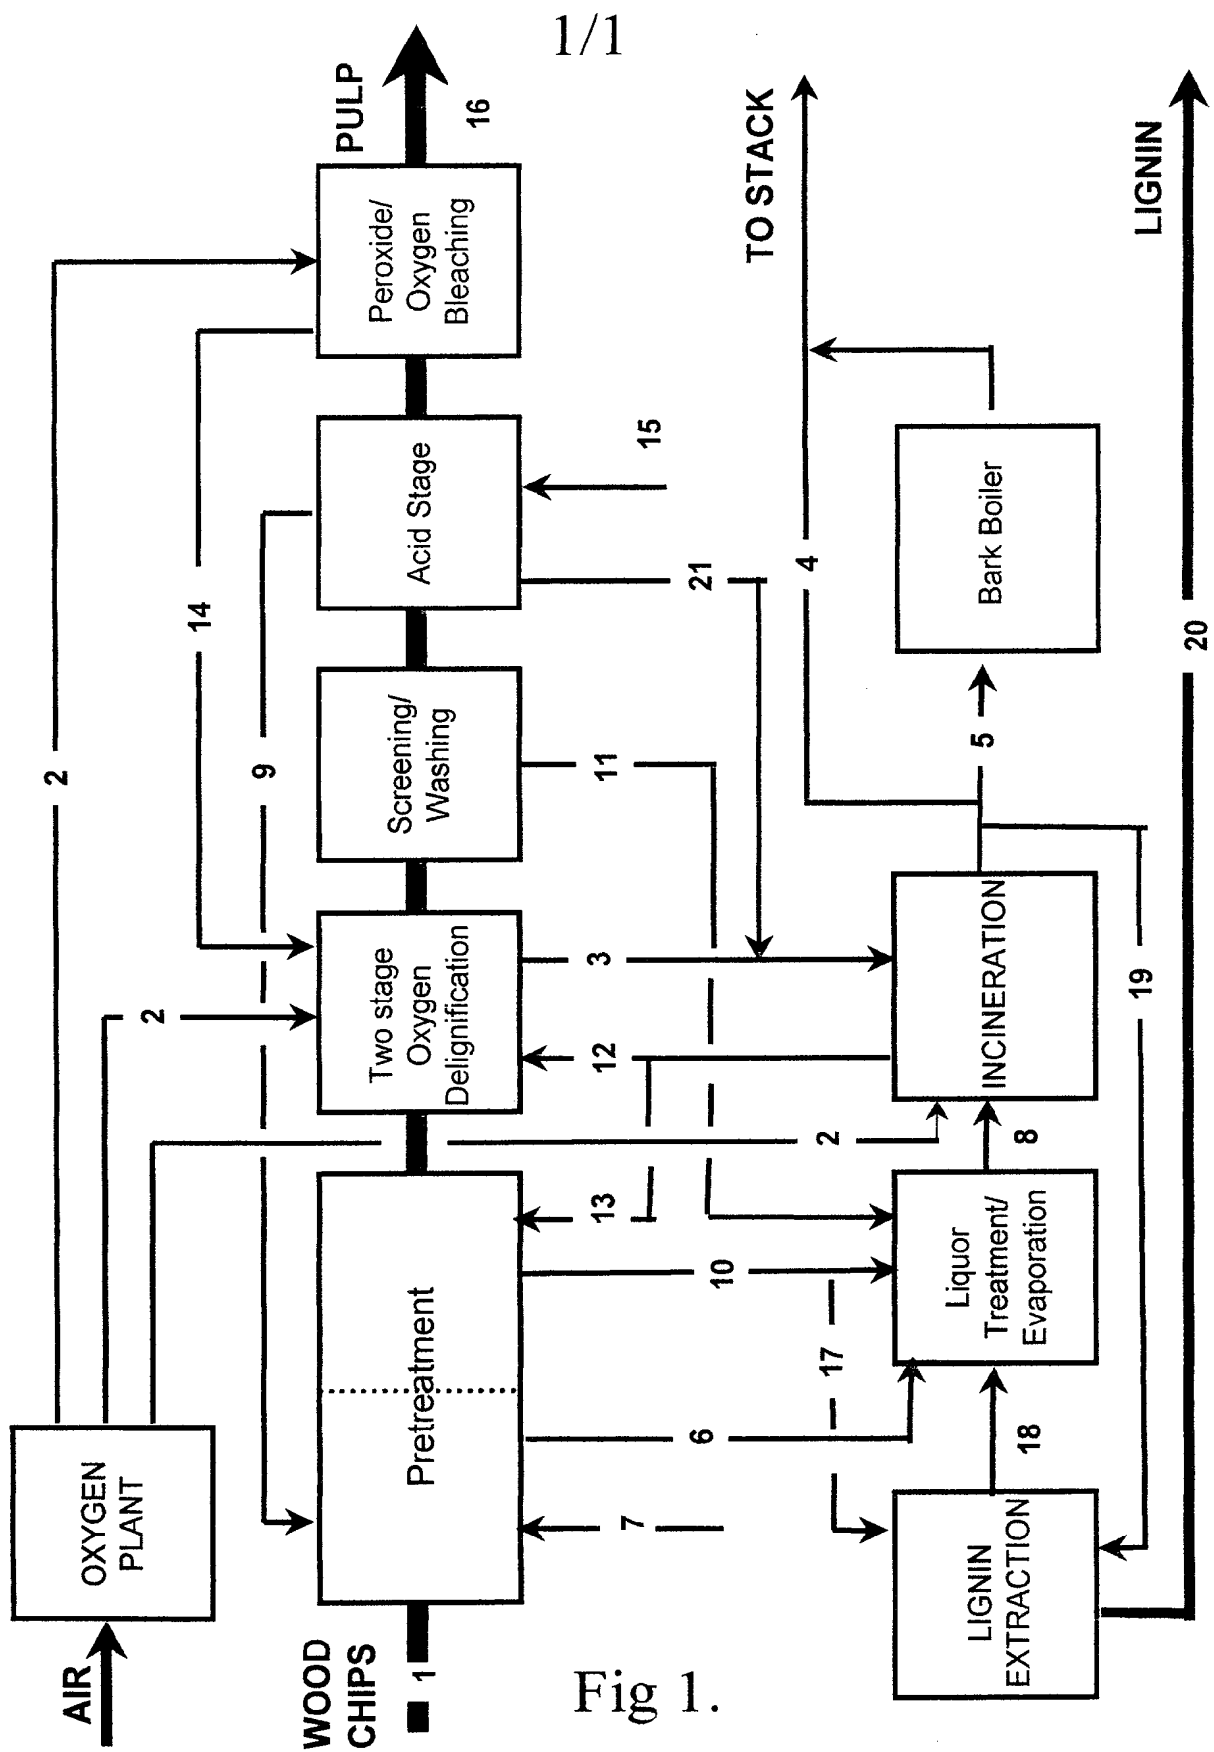 1/1
AIR
OXYGEN
PLANT
2
2
2
14
9
WOOD
CHIPS
1
Pretreatment
Two stage
Oxygen
Delignification
Screening/
Washing
Acid Stage
Peroxide/
Oxygen
Bleaching
PULP
16
7
6
10
13
12
3
11
21
15
17
4
TO STACK
LIGNIN
EXTRACTION
18
Liquor
Treatment/
Evaporation
8
INCINERATION
5
Bark Boiler
19
20
LIGNIN
Fig 1.